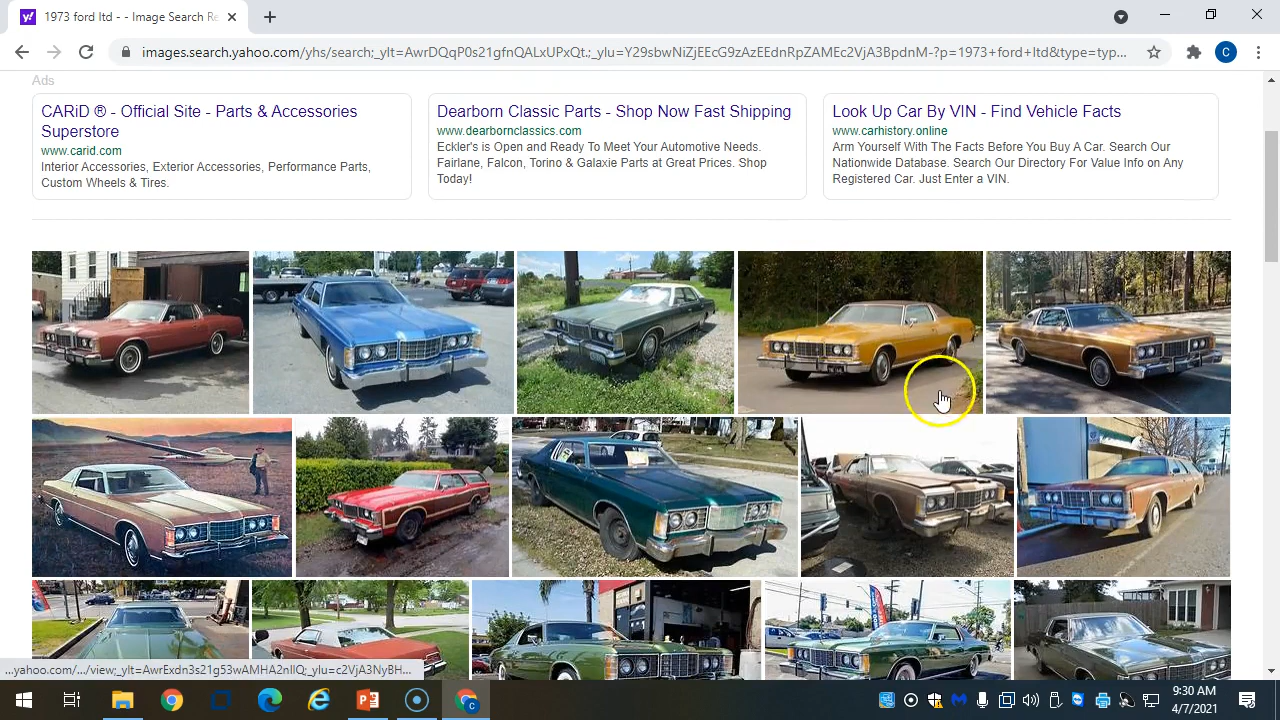 1973 ford ltd - - Image Search Re
images.search.yahoo.com/yhs/search;_ylt=AwrDQqP0s21gfnQALxUPxQt.;_ylu=Y29sbwNiZjEEcG9zAzEEdnRpZAMEc2VjA3BpdnM-?p=1973+ford+ltd&type=typ...
C
Ads
CARiD ® - Official Site - Parts & Accessories
Superstore
www.carid.com
Interior Accessories, Exterior Accessories, Performance Parts,
Custom Wheels & Tires.
Dearborn Classic Parts - Shop Now Fast Shipping
www.dearbornclassics.com
Eckler's is Open and Ready To Meet Your Automotive Needs.
Fairlane, Falcon, Torino & Galaxie Parts at Great Prices. Shop
Today!
Look Up Car By VIN - Find Vehicle Facts
www.carhistory.online
Arm Yourself With The Facts Before You Buy A Car. Search Our
Nationwide Database. Search Our Directory For Value Info on Any
Registered Car. Just Enter a VIN.
...yahoo.com/.../view;_ylt=AwrExdn3s21g53wAMHA2nIlQ;_ylu=c2VjA3NyBH...
9:30 AM
4/7/2021